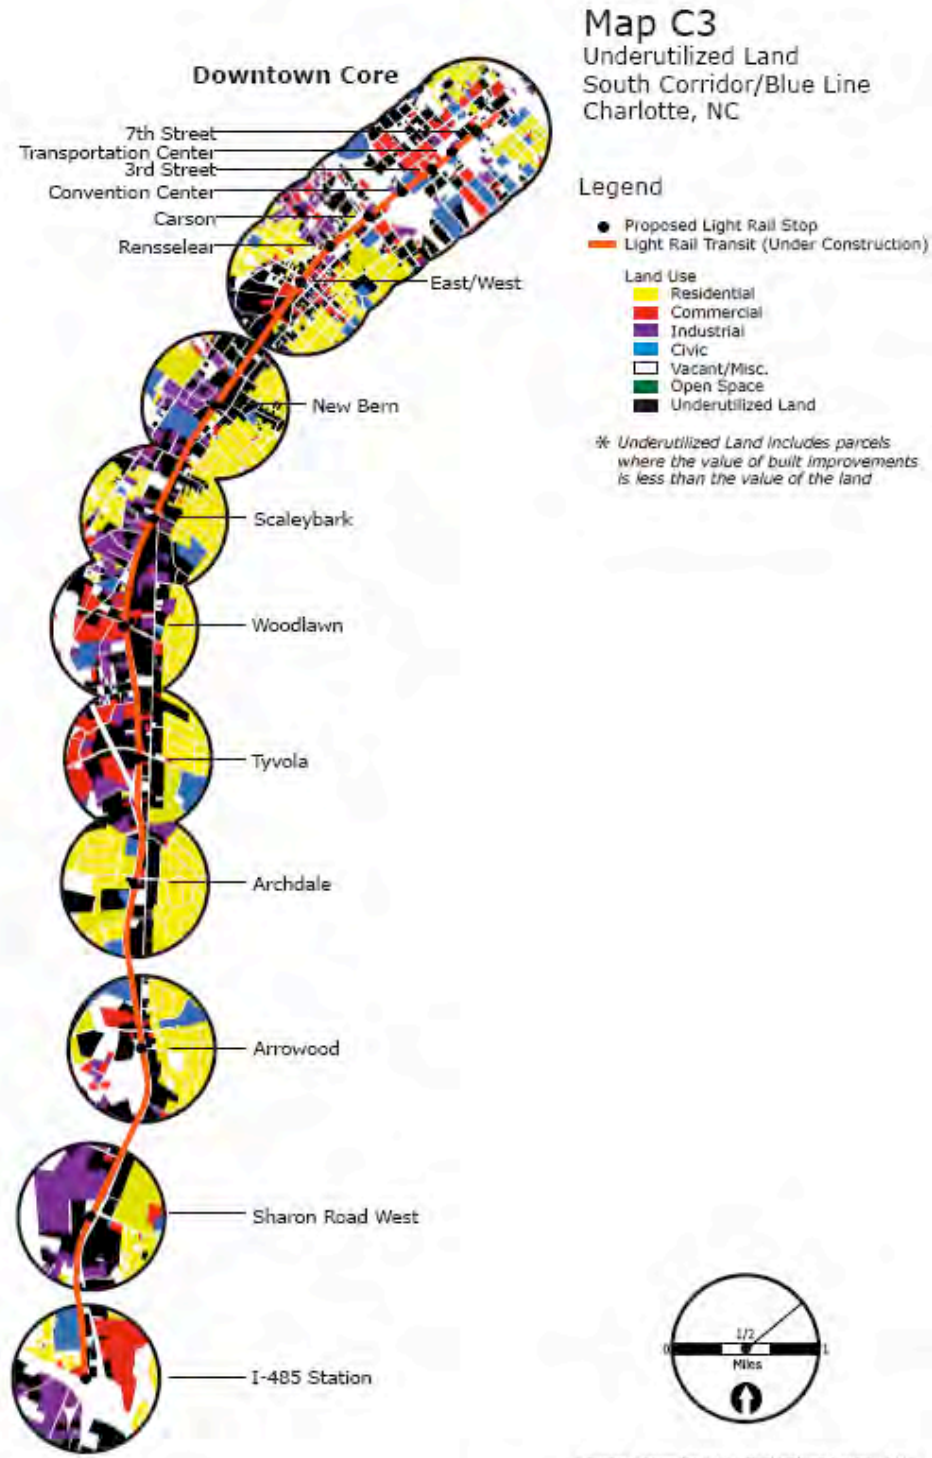 Map C3
Underutilized Land
South Corridor/Blue Line
Charlotte, NC
Downtown Core
7th Street
Transportation Center
3rd Street
Convention Center
Carson
Rensselear
East/West
New Bern
Scaleybark
Woodlawn
Tyvola
Archdale
Arrowood
Sharon Road West
I-485 Station
Legend
Proposed Light Rail Stop
Light Rail Transit (Under Construction)
Land Use
Residential
Commercial
Industrial
Civic
Vacant/Misc.
Open Space
Underutilized Land
* Underutilized Land includes parcels
where the value of built improvements
is less than the value of the land
1/2
0 1
Miles